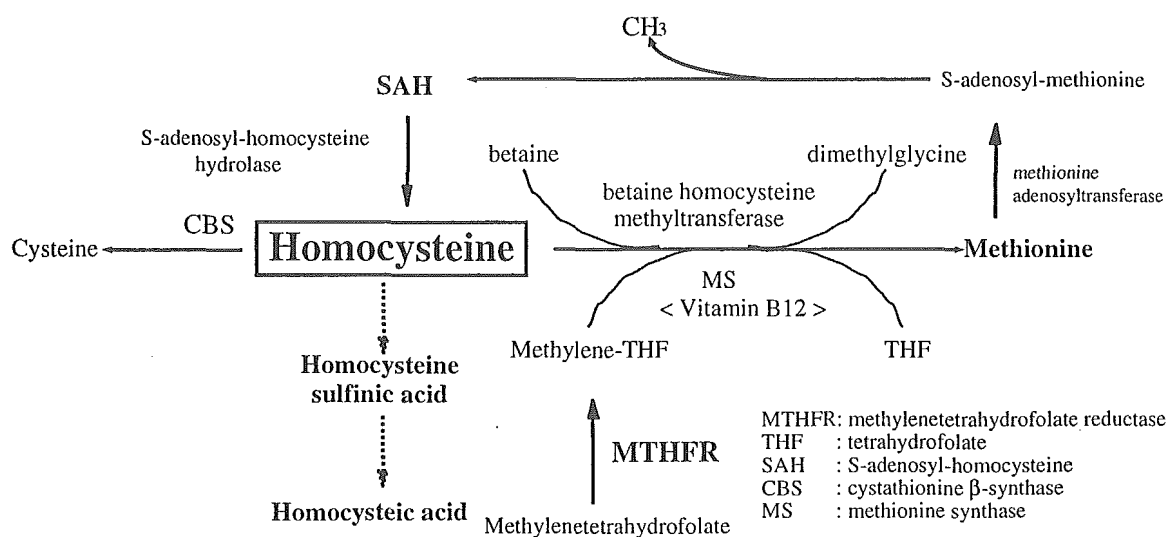 CH3
SAH
S-adenosyl-methionine
S-adenosyl-homocysteine
hydrolase
betaine
dimethylglycine
methionine
adenosyltransferase
betaine homocysteine
methyltransferase
CBS
Cysteine
Homocysteine
Methionine
MS
< Vitamin B12 >
Methylene-THF
THF
Homocysteine
sulfinic acid
MTHFR
Homocysteic acid
Methylenetetrahydrofolate
MTHFR: methylenetetrahydrofolate reductase
THF : tetrahydrofolate
SAH : S-adenosyl-homocysteine
CBS : cystathionine β-synthase
MS : methionine synthase